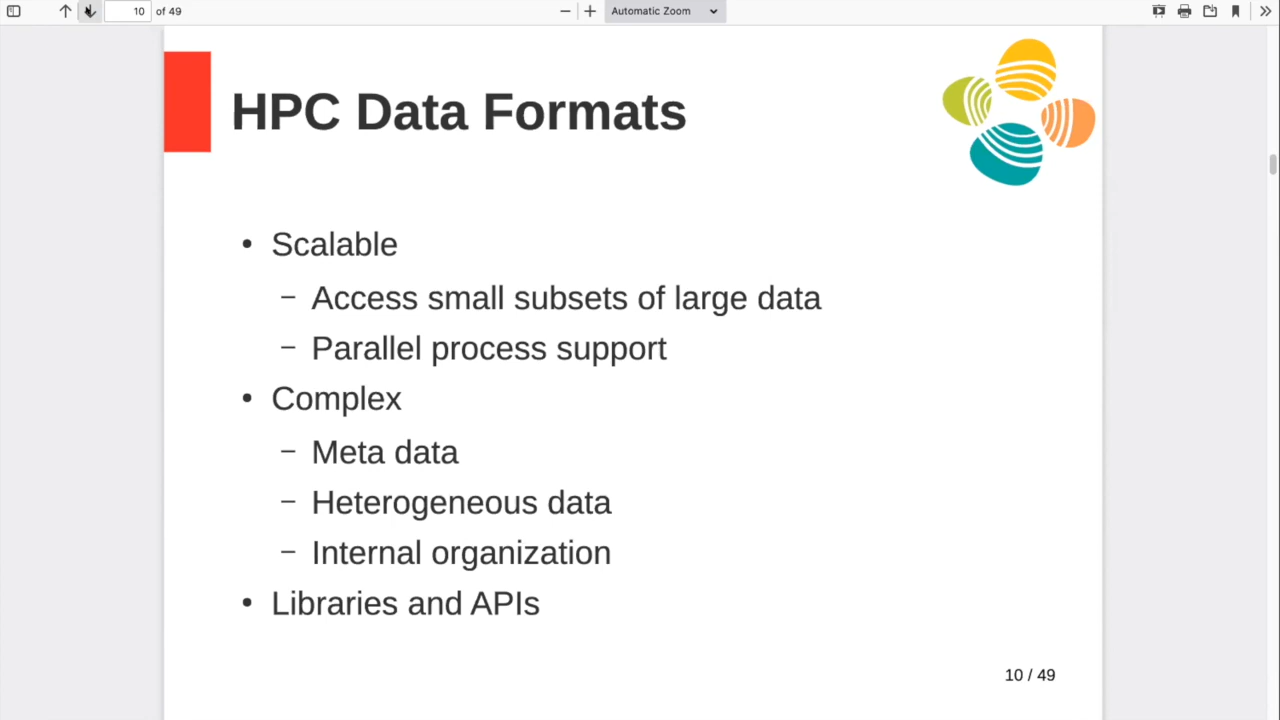 10 of 49 Automatic Zoom
HPC Data Formats
• Scalable
– Access small subsets of large data
– Parallel process support
• Complex
– Meta data
– Heterogeneous data
– Internal organization
• Libraries and APIs
10 / 49